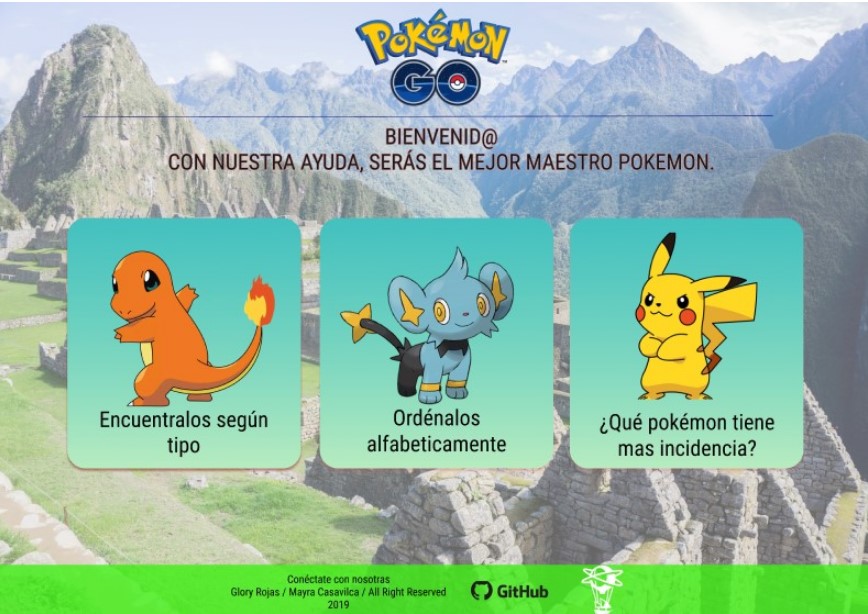 POKéMON
GO
BIENVENID@
CON NUESTRA AYUDA, SERÁS EL MEJOR MAESTRO POKEMON.
Encuentralos según
tipo
Ordénalos
alfabeticamente
¿Qué pokémon tiene
mas incidencia?
Conéctate con nosotras
Glory Rojas / Mayra Casavilca / All Right Reserved
2019
GitHub